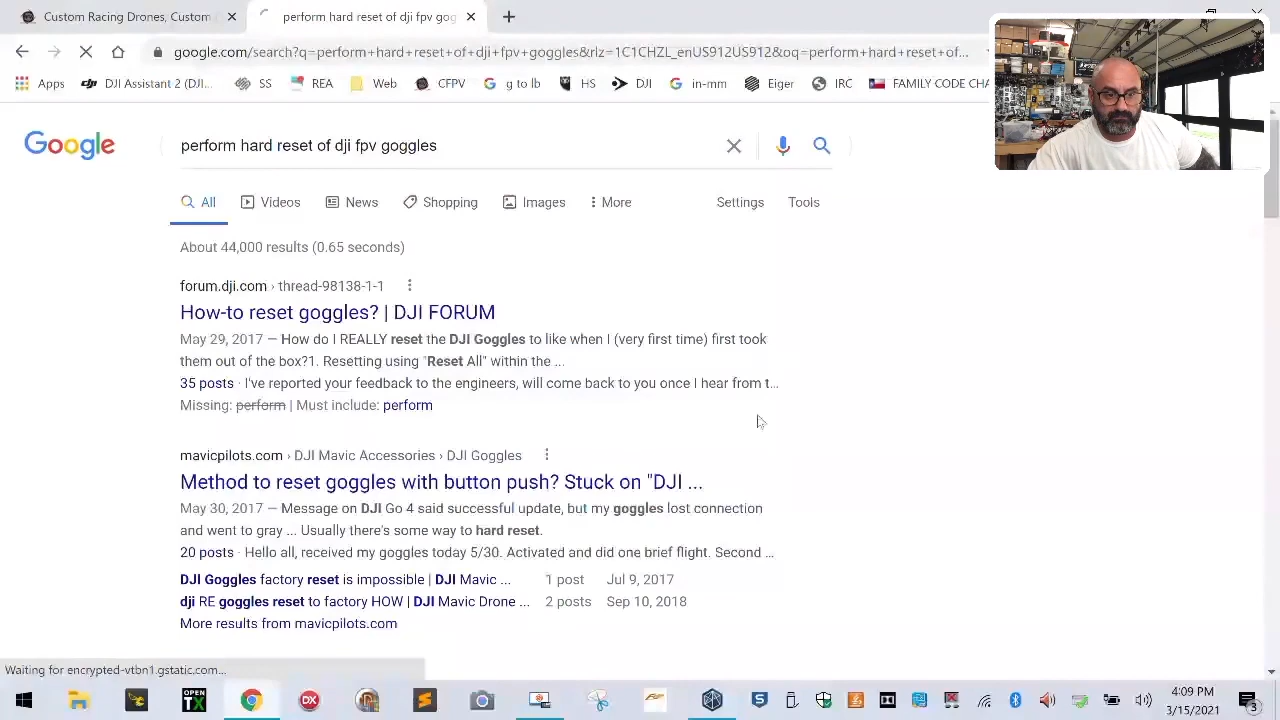 Custom Racing Drones, Custom
perform hard reset of dji fpv gog
google.com/search?q=perform+hard+reset+of+dji+fpv+goggles&rlz=1C1CHZL_enUS912US912&oq=perform+hard+reset+of...
Apps
DJI Assistant 2 (DJI...
SS
CFPV
g to lb
HS
in-mm
Eiger
IRC
FAMILY CODE CHA
Google
perform hard reset of dji fpv goggles
All
Videos
News
Shopping
Images
More
Settings
Tools
About 44,000 results (0.65 seconds)
forum.dji.com › thread-98138-1-1
How-to reset goggles? | DJI FORUM
May 29, 2017 — How do I REALLY reset the DJI Goggles to like when I (very first time) first took
them out of the box?1. Resetting using "Reset All" within the ...
35 posts · I've reported your feedback to the engineers, will come back to you once I hear from t...
Missing: perform | Must include: perform
mavicpilots.com › DJI Mavic Accessories › DJI Goggles
Method to reset goggles with button push? Stuck on "DJI ...
May 30, 2017 — Message on DJI Go 4 said successful update, but my goggles lost connection
and went to gray ... Usually there's some way to hard reset.
20 posts · Hello all, received my goggles today 5/30. Activated and did one brief flight. Second ...
DJI Goggles factory reset is impossible | DJI Mavic ... 1 post Jul 9, 2017
dji RE goggles reset to factory HOW | DJI Mavic Drone ... 2 posts Sep 10, 2018
More results from mavicpilots.com
Waiting for encrypted-vtbn1.gstatic.com...
OPEN
TX
DX
4:09 PM
3/15/2021
3